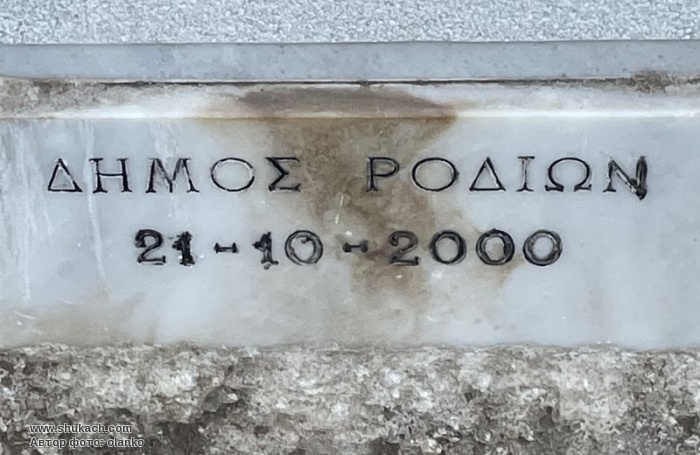 ΔΗΜΟΣ ΡΟΔΙΩΝ
21-10-2000
www.shukach.com
Автор фото: olanko